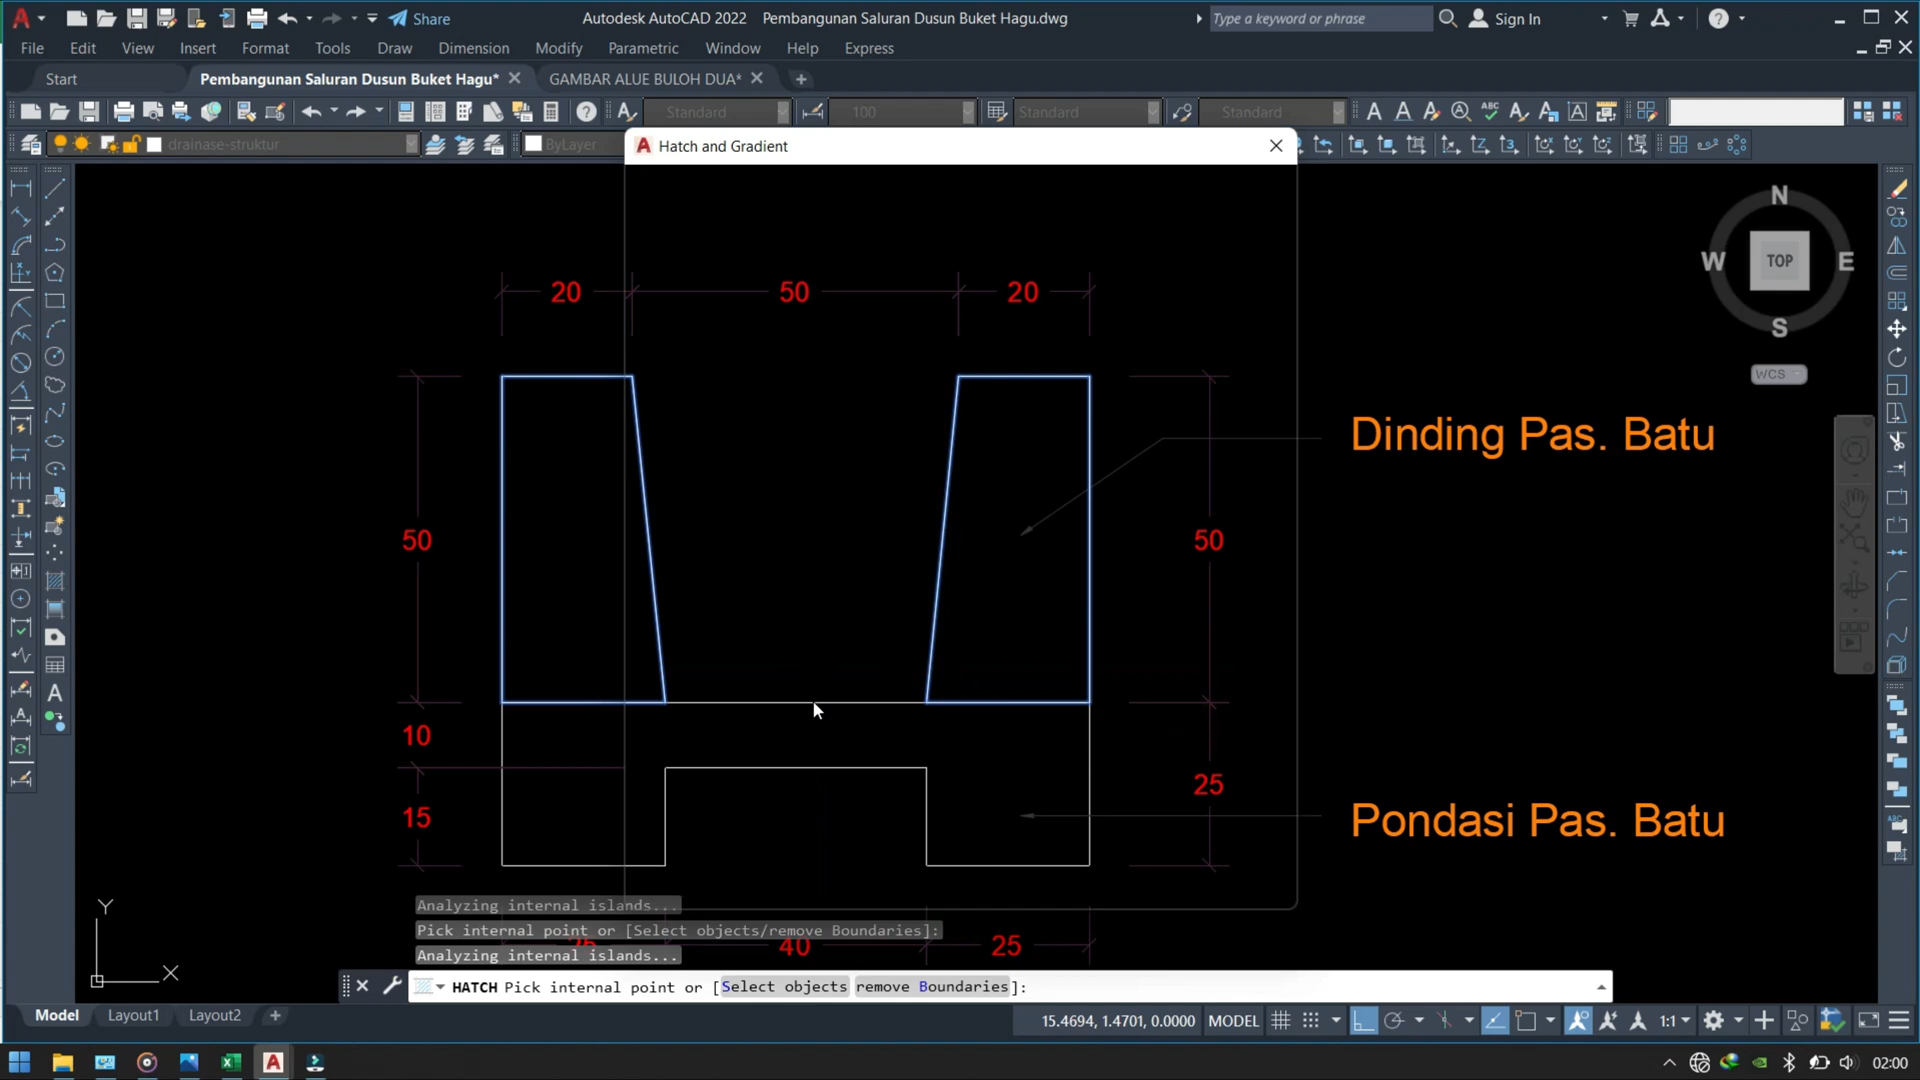 Share
Autodesk AutoCAD 2022 Pembangunan Saluran Dusun Buket Hagu.dwg
Type a keyword or phrase
Sign In
File Edit View Insert Format Tools Draw Dimension Modify Parametric Window Help Express
Start
Pembangunan Saluran Dusun Buket Hagu*
GAMBAR ALUE BULOH DUA*
Standard
100
Standard
Standard
drainase-struktur
ByLayer
Hatch and Gradient
N
W TOP E
S
WCS
20 50 20
Dinding Pas. Batu
50 50
10
25
15
Pondasi Pas. Batu
Y
X
Analyzing internal islands...
Pick internal point or [Select objects/remove Boundaries]:
40 25
Analyzing internal islands...
HATCH Pick internal point or [Select objects remove Boundaries]:
Model Layout1 Layout2
15.4694, 1.4701, 0.0000 MODEL
1:1
02:00